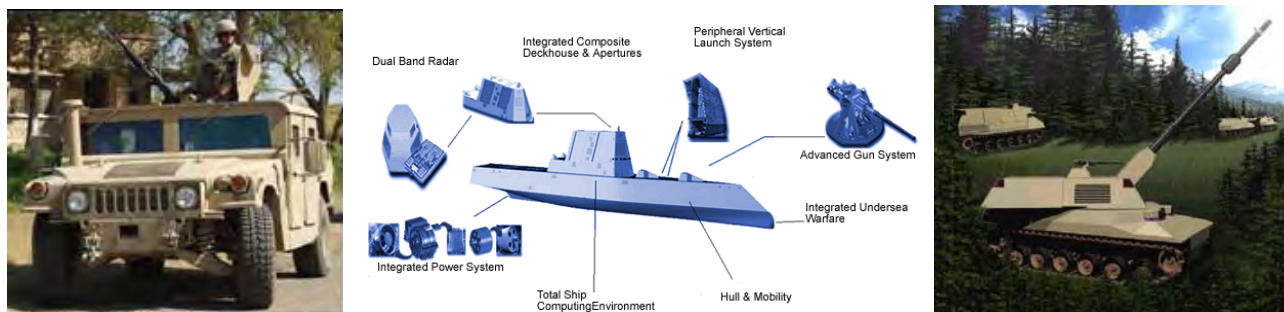 Dual Band Radar
Integrated Composite
Deckhouse & Apertures
Peripheral Vertical
Launch System
Advanced Gun System
Integrated Undersea
Warfare
Integrated Power System
Total Ship
ComputingEnvironment
Hull & Mobility